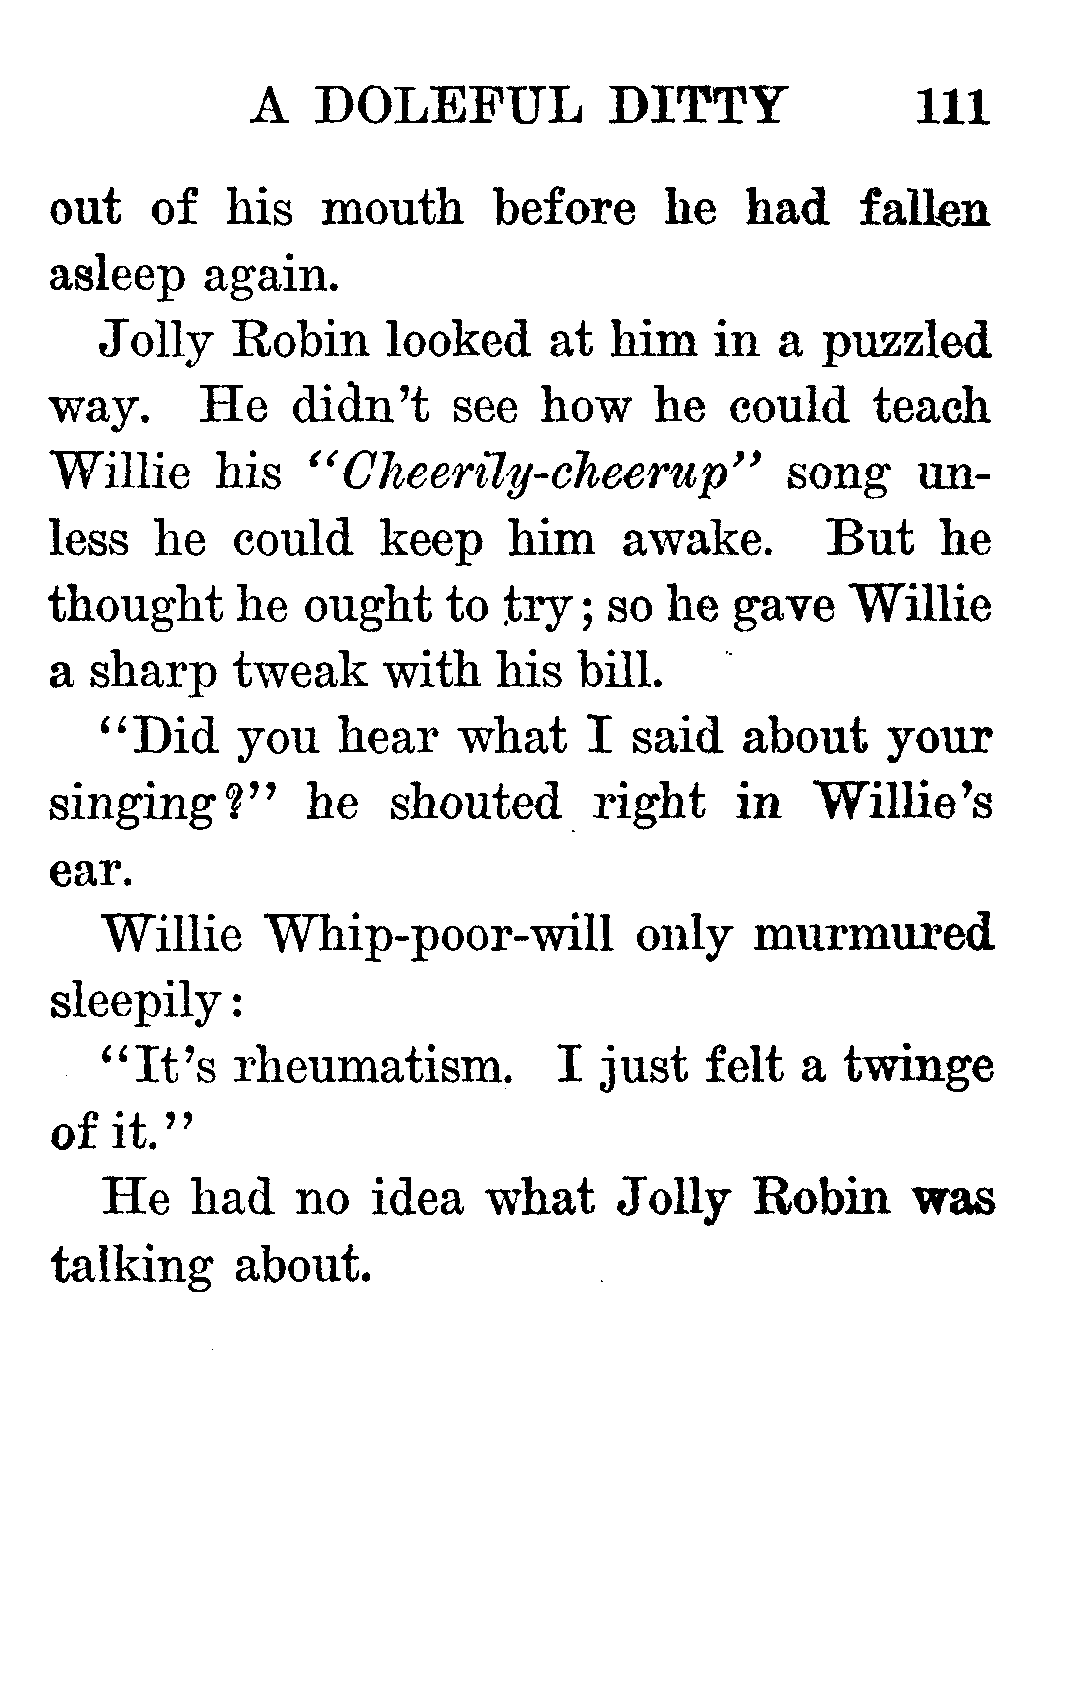 A DOLEFUL DITTY 111
out of his mouth before he had fallen
asleep again.
Jolly Robin looked at him in a puzzled
way. He didn't see how he could teach
Willie his "Cheerily-cheerup" song un-
less he could keep him awake. But he
thought he ought to try; so he gave Willie
a sharp tweak with his bill.
"Did you hear what I said about your
singing?" he shouted right in Willie's
ear.
Willie Whip-poor-will only murmured
sleepily:
"It's rheumatism. I just felt a twinge
of it."
He had no idea what Jolly Robin was
talking about.